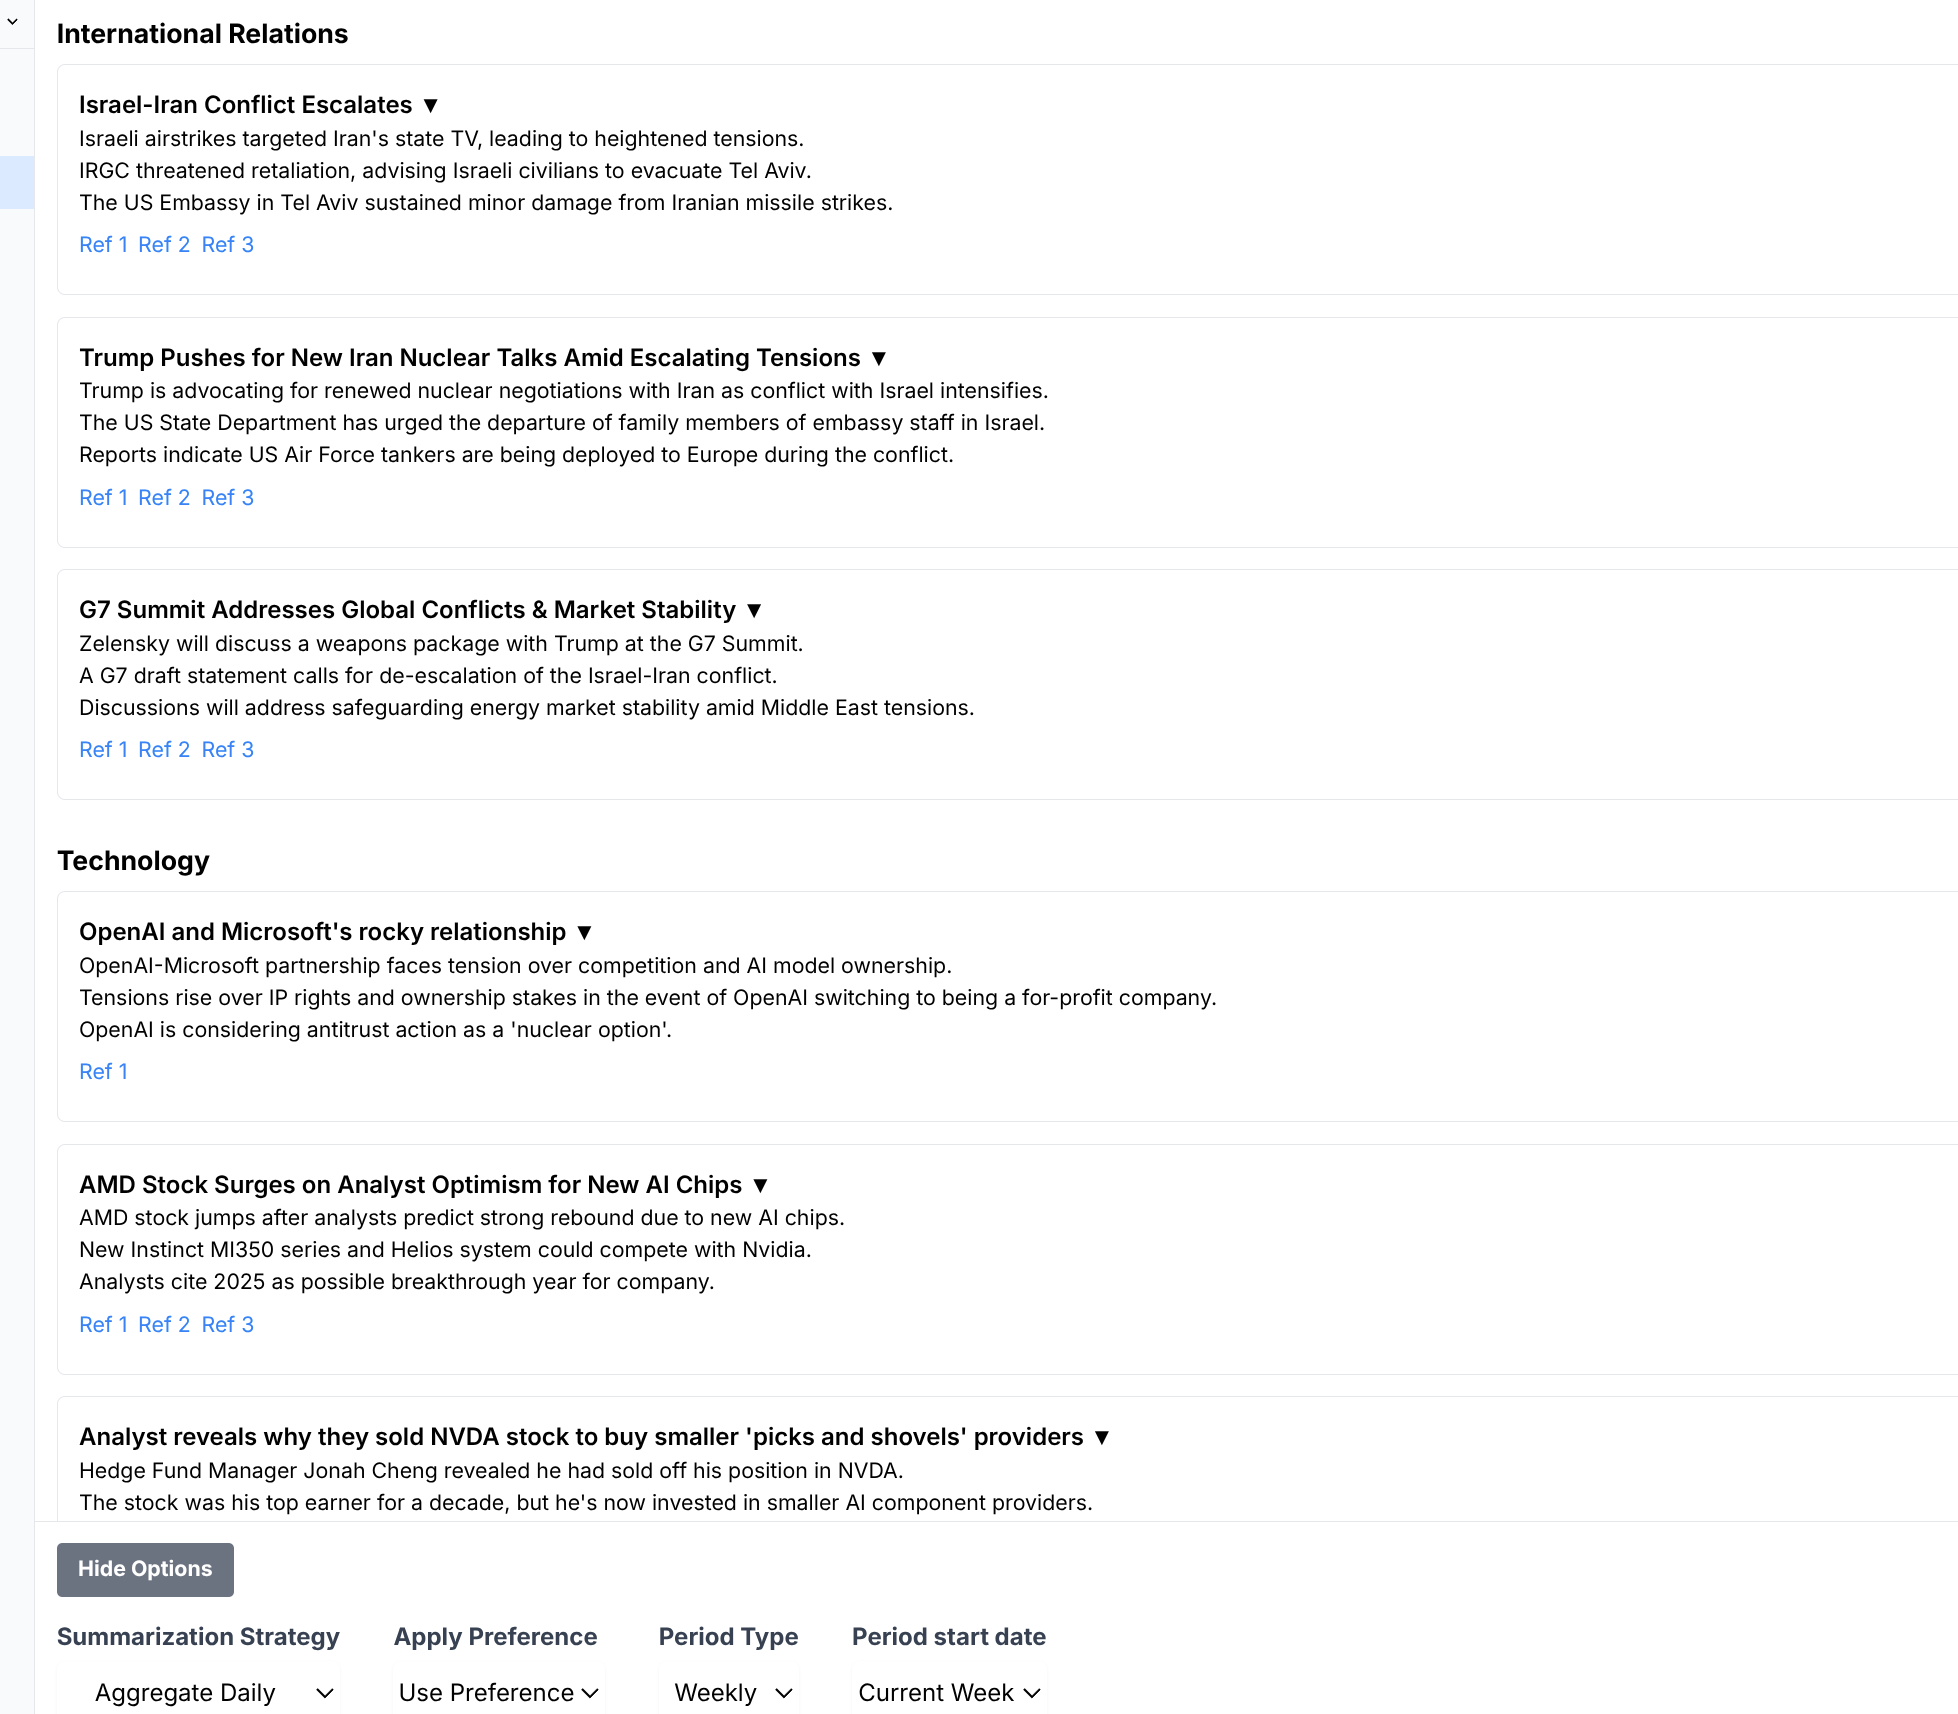 International Relations
Israel-Iran Conflict Escalates ▼
Israeli airstrikes targeted Iran's state TV, leading to heightened tensions.
IRGC threatened retaliation, advising Israeli civilians to evacuate Tel Aviv.
The US Embassy in Tel Aviv sustained minor damage from Iranian missile strikes.
Ref 1 Ref 2 Ref 3
Trump Pushes for New Iran Nuclear Talks Amid Escalating Tensions ▼
Trump is advocating for renewed nuclear negotiations with Iran as conflict with Israel intensifies.
The US State Department has urged the departure of family members of embassy staff in Israel.
Reports indicate US Air Force tankers are being deployed to Europe during the conflict.
Ref 1 Ref 2 Ref 3
G7 Summit Addresses Global Conflicts & Market Stability ▼
Zelensky will discuss a weapons package with Trump at the G7 Summit.
A G7 draft statement calls for de-escalation of the Israel-Iran conflict.
Discussions will address safeguarding energy market stability amid Middle East tensions.
Ref 1 Ref 2 Ref 3
Technology
OpenAI and Microsoft's rocky relationship ▼
OpenAI-Microsoft partnership faces tension over competition and AI model ownership.
Tensions rise over IP rights and ownership stakes in the event of OpenAI switching to being a for-profit company.
OpenAI is considering antitrust action as a 'nuclear option'.
Ref 1
AMD Stock Surges on Analyst Optimism for New AI Chips ▼
AMD stock jumps after analysts predict strong rebound due to new AI chips.
New Instinct MI350 series and Helios system could compete with Nvidia.
Analysts cite 2025 as possible breakthrough year for company.
Ref 1 Ref 2 Ref 3
Analyst reveals why they sold NVDA stock to buy smaller 'picks and shovels' providers ▼
Hedge Fund Manager Jonah Cheng revealed he had sold off his position in NVDA.
The stock was his top earner for a decade, but he's now invested in smaller AI component providers.
Hide Options
Summarization Strategy Apply Preference Period Type Period start date
Aggregate Daily Use Preference Weekly Current Week